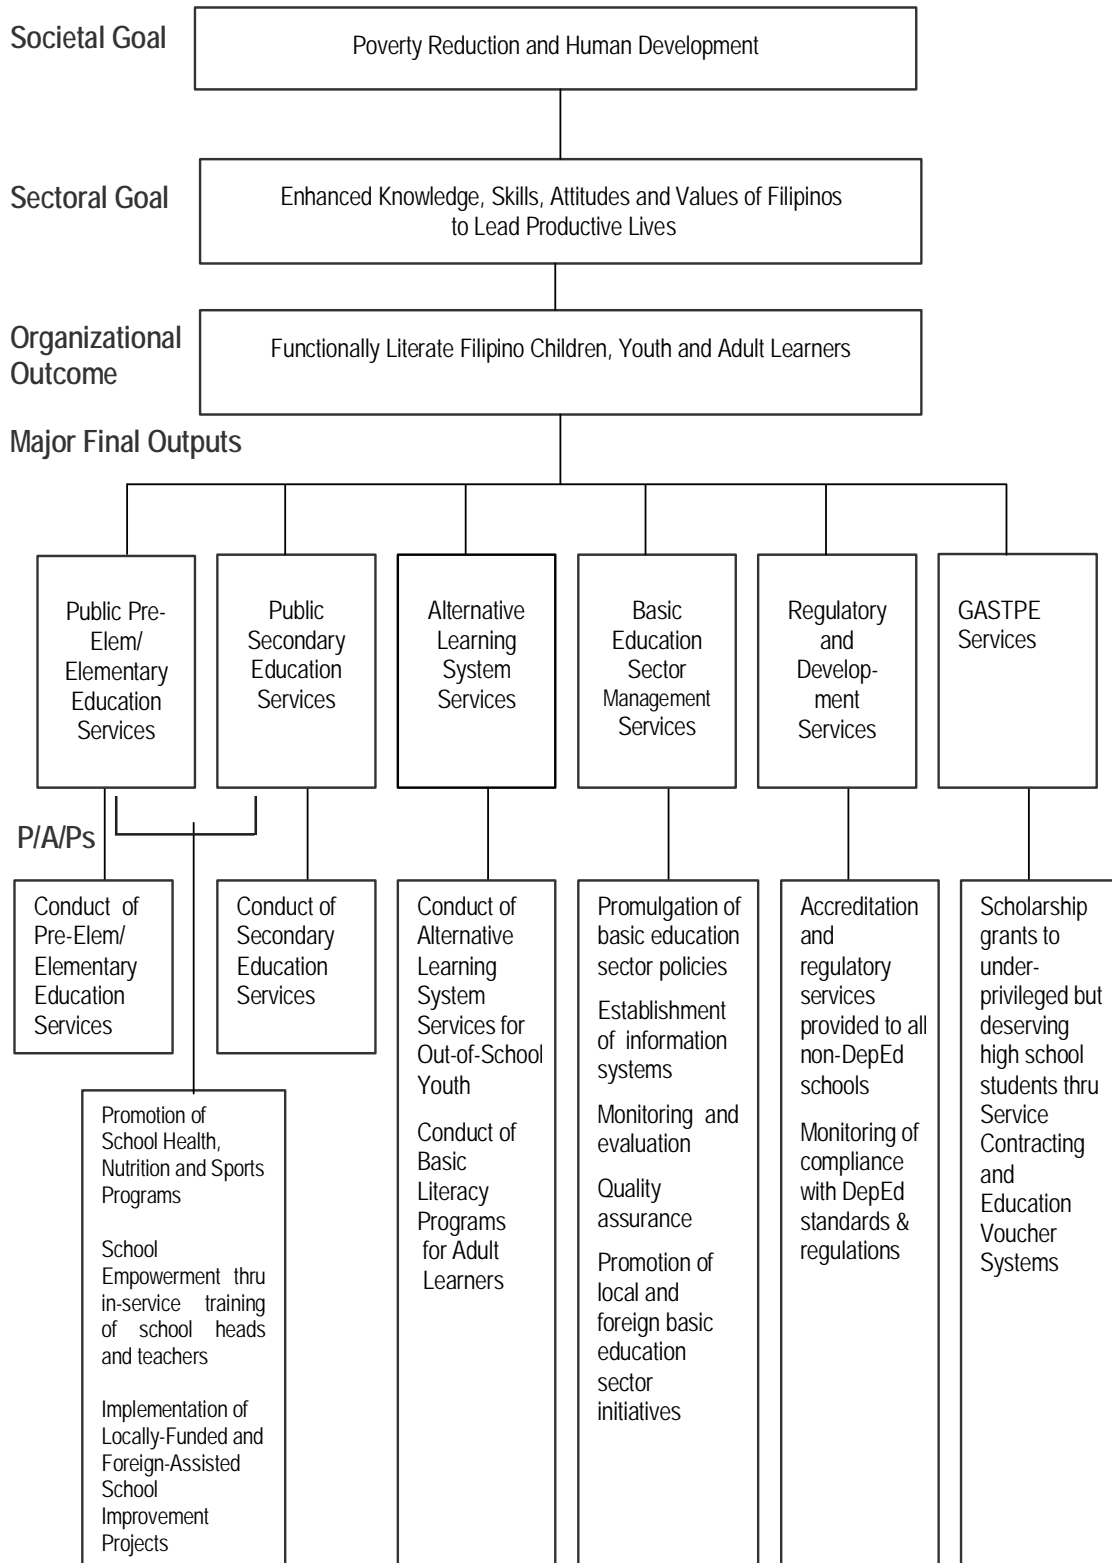 Societal Goal
Poverty Reduction and Human Development
Sectoral Goal
Enhanced Knowledge, Skills, Attitudes and Values of Filipinos
to Lead Productive Lives
Organizational
Outcome
Functionally Literate Filipino Children, Youth and Adult Learners
Major Final Outputs
Public Pre-
Elem/
Elementary
Education
Services
Public
Secondary
Education
Services
Alternative
Learning
System
Services
Basic
Education
Sector
Management
Services
Regulatory
and
Develop-
ment
Services
GASTPE
Services
P/A/Ps
Conduct of
Pre-Elem/
Elementary
Education
Services
Conduct of
Secondary
Education
Services
Promotion of
School Health,
Nutrition and Sports
Programs
School
Empowerment thru
in-service training
of school heads
and teachers
Implementation of
Locally-Funded and
Foreign-Assisted
School
Improvement
Projects
Conduct of
Alternative
Learning
System
Services for
Out-of-School
Youth
Conduct of
Basic
Literacy
Programs
for Adult
Learners
Promulgation of
basic education
sector policies
Establishment
of information
systems
Monitoring and
evaluation
Quality
assurance
Promotion of
local and
foreign basic
education
sector
initiatives
Accreditation
and
regulatory
services
provided to all
non-DepEd
schools
Monitoring of
compliance
with DepEd
standards &
regulations
Scholarship
grants to
under-
privileged but
deserving
high school
students thru
Service
Contracting
and
Education
Voucher
Systems